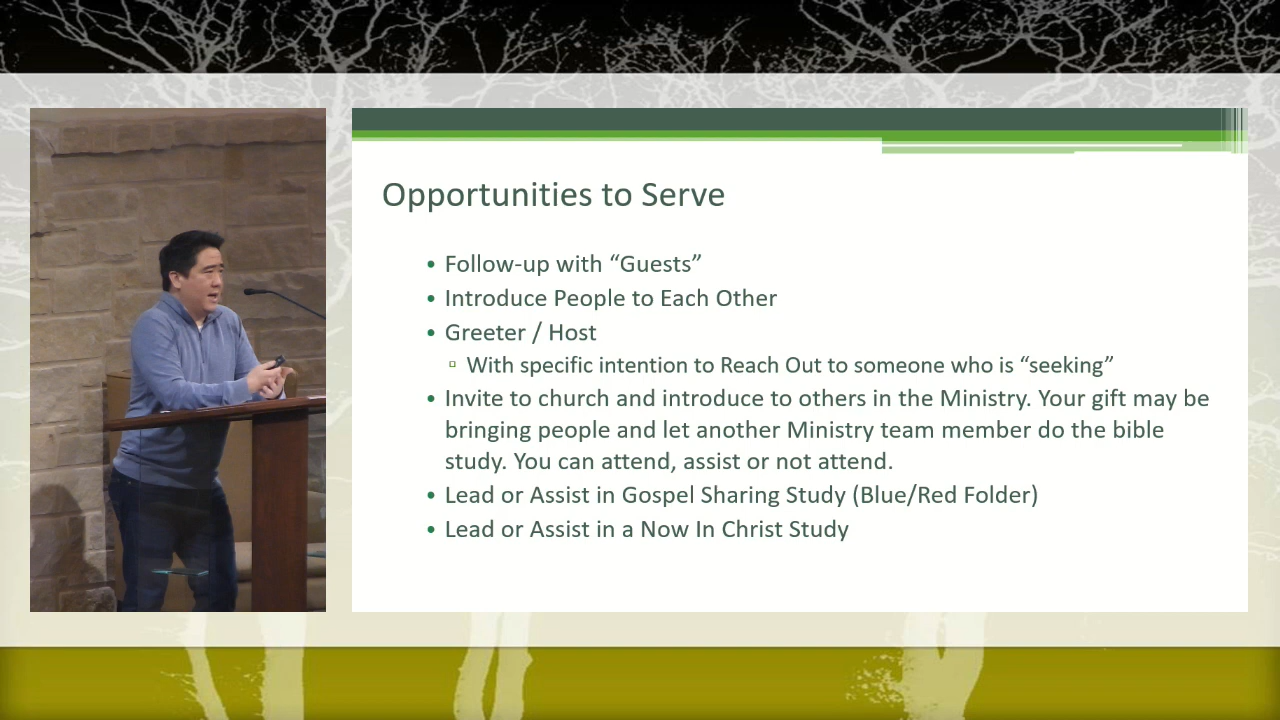 Opportunities to Serve
• Follow-up with “Guests”
• Introduce People to Each Other
• Greeter / Host
▫ With specific intention to Reach Out to someone who is “seeking”
• Invite to church and introduce to others in the Ministry. Your gift may be
bringing people and let another Ministry team member do the bible
study. You can attend, assist or not attend.
• Lead or Assist in Gospel Sharing Study (Blue/Red Folder)
• Lead or Assist in a Now In Christ Study